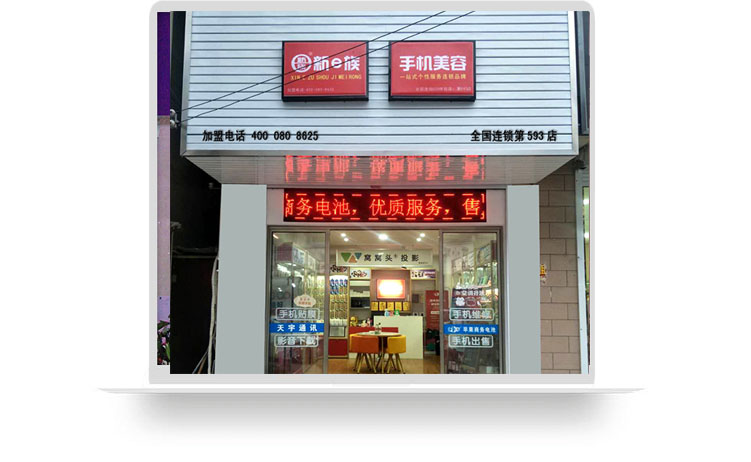 新e族
XIN E ZU SHOU JI MEI RONG
手机美容
一站式个性服务连锁品牌
加盟电话 400 080 8625
全国连锁第 593 店
商务电池，优质服务，售
窝窝头 投影
手机贴膜
天宇通讯
影音下载
手机维修
苹果商务电池
手机出售